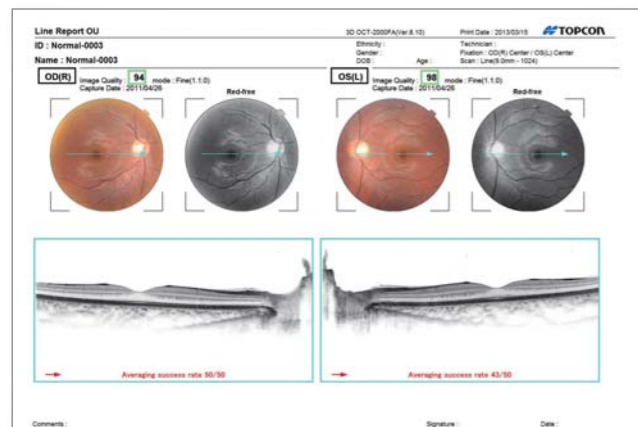 Line Report OU
3D OCT-2000FA(Ver.8.10)
Print Date : 2013/03/15
TOPCON
ID : Normal-0003
Ethnicity :
Technician :
Gender :
Fixation : OD(R) Center / OS(L) Center
Name : Normal-0003
DOB :
Age :
Scan : Line(9.0mm - 1024)
OD(R)
Image Quality : 94 mode : Fine(1.1.0)
Capture Date : 2011/04/26
Red-free
OS(L)
Image Quality : 98 mode : Fine(1.1.0)
Capture Date : 2011/04/26
Red-free
Averaging success rate 50/50
Averaging success rate 43/50
Comments :
Signature :
Date :